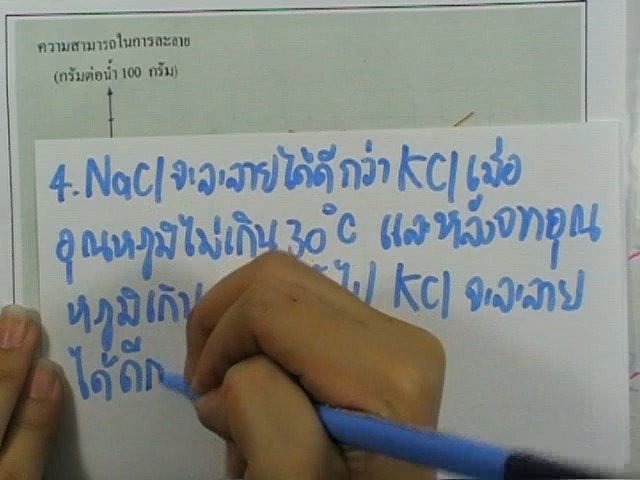 ความสามารถในการละลาย
(กรัมต่อน้ำ 100 กรัม)
4. NaCl จะละลายได้ดีกว่า KCl เมื่อ
อุณหภูมิไม่เกิน 30°C และหลังจากอุณ
หภูมิเกิน ไป KCl จะละลาย
ได้ดีก